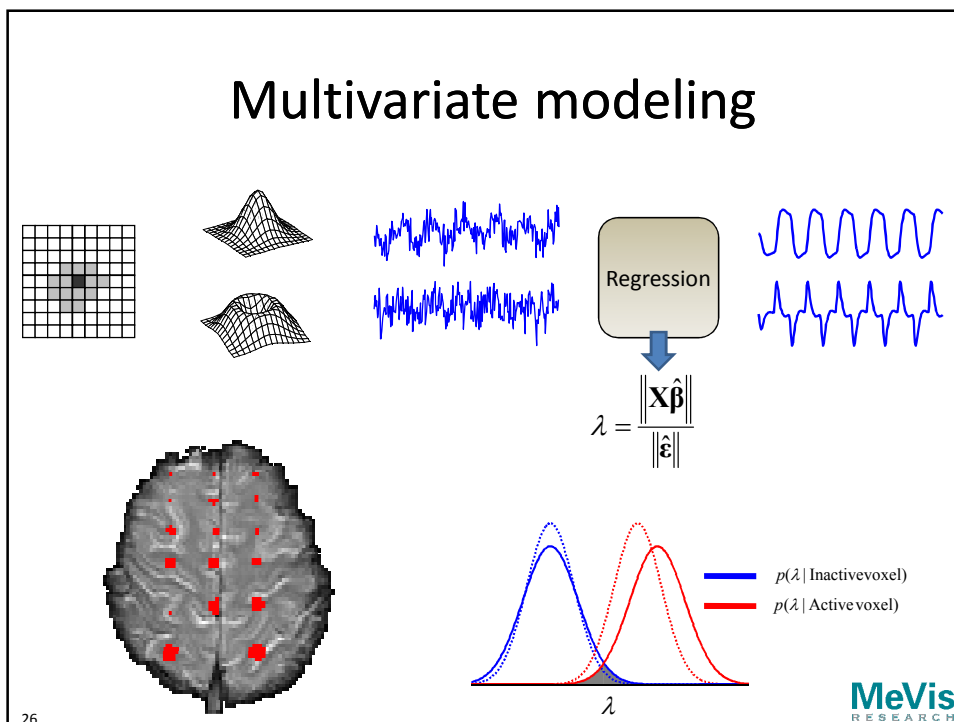 Multivariate modeling
Regression
λ = ‖Xβ̂‖ / ‖ε̂‖
p(λ | Inactive voxel)
p(λ | Active voxel)
λ
26
MeVis
RESEARCH